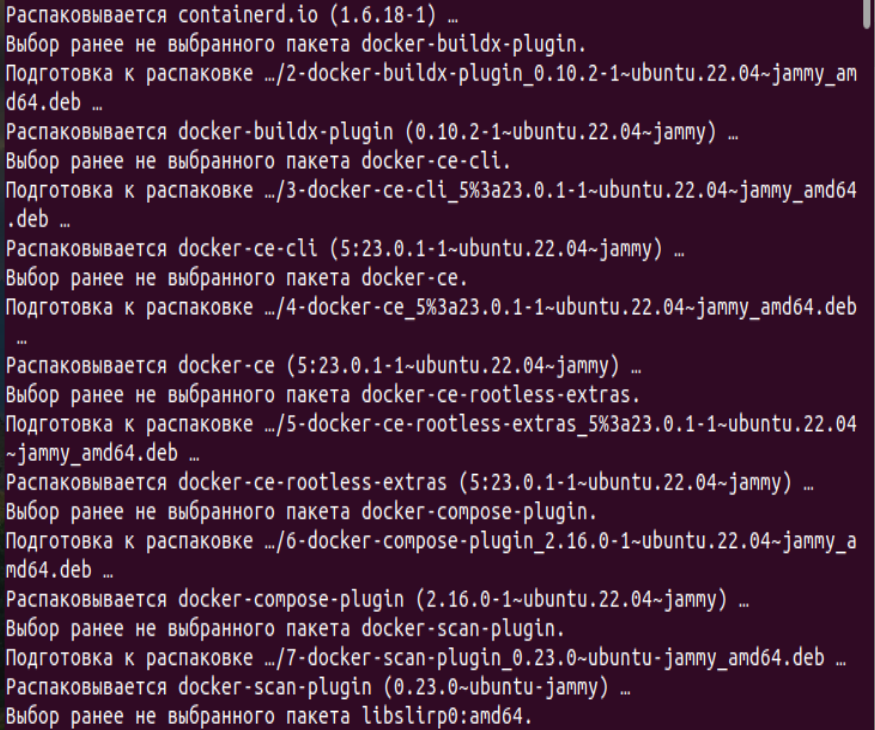 Распаковывается containerd.io (1.6.18-1) …
Выбор ранее не выбранного пакета docker-buildx-plugin.
Подготовка к распаковке …/2-docker-buildx-plugin_0.10.2-1~ubuntu.22.04~jammy_am
d64.deb …
Распаковывается docker-buildx-plugin (0.10.2-1~ubuntu.22.04~jammy) …
Выбор ранее не выбранного пакета docker-ce-cli.
Подготовка к распаковке …/3-docker-ce-cli_5%3a23.0.1-1~ubuntu.22.04~jammy_amd64
.deb …
Распаковывается docker-ce-cli (5:23.0.1-1~ubuntu.22.04~jammy) …
Выбор ранее не выбранного пакета docker-ce.
Подготовка к распаковке …/4-docker-ce_5%3a23.0.1-1~ubuntu.22.04~jammy_amd64.deb
…
Распаковывается docker-ce (5:23.0.1-1~ubuntu.22.04~jammy) …
Выбор ранее не выбранного пакета docker-ce-rootless-extras.
Подготовка к распаковке …/5-docker-ce-rootless-extras_5%3a23.0.1-1~ubuntu.22.04
~jammy_amd64.deb …
Распаковывается docker-ce-rootless-extras (5:23.0.1-1~ubuntu.22.04~jammy) …
Выбор ранее не выбранного пакета docker-compose-plugin.
Подготовка к распаковке …/6-docker-compose-plugin_2.16.0-1~ubuntu.22.04~jammy_a
md64.deb …
Распаковывается docker-compose-plugin (2.16.0-1~ubuntu.22.04~jammy) …
Выбор ранее не выбранного пакета docker-scan-plugin.
Подготовка к распаковке …/7-docker-scan-plugin_0.23.0~ubuntu-jammy_amd64.deb …
Распаковывается docker-scan-plugin (0.23.0~ubuntu-jammy) …
Выбор ранее не выбранного пакета libslirp0:amd64.